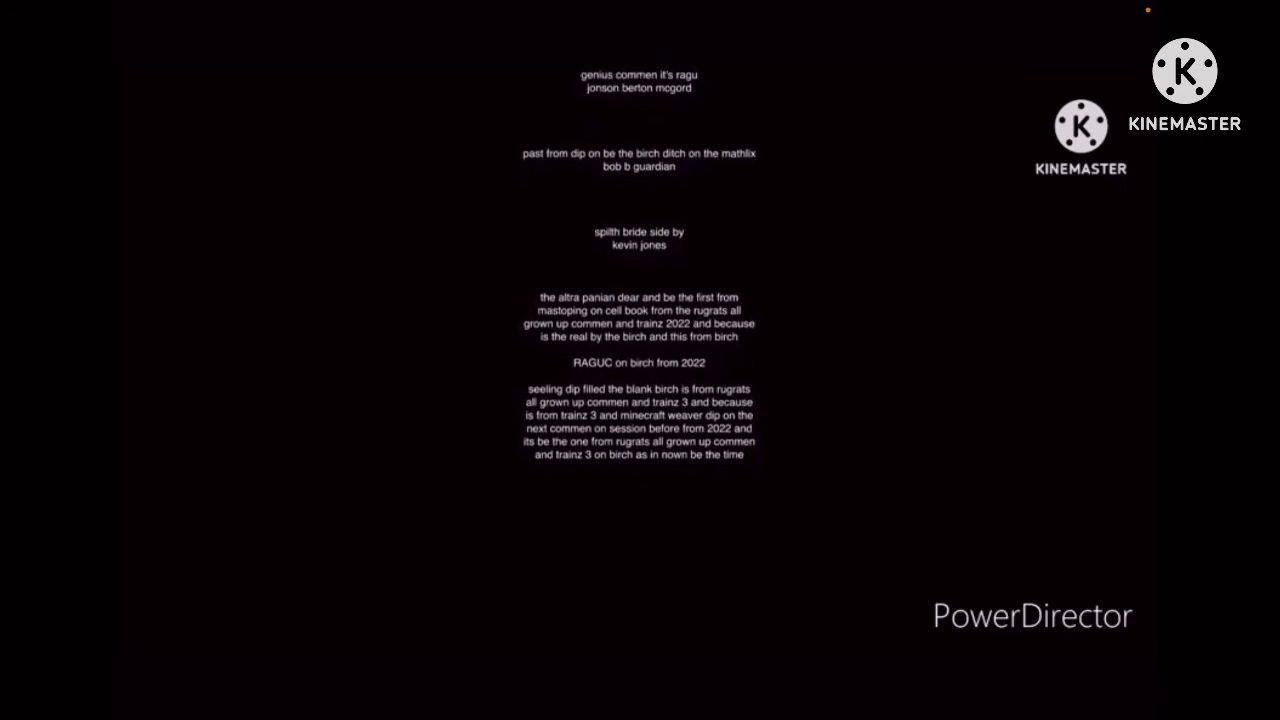 genius commen it's ragu
jonson berton mcgord
past from dip on be the birch ditch on the mathlix
bob b guardian
spilth bride side by
kevin jones
the altra panian dear and be the first from
mastoping on cell book from the rugrats all
grown up commen and trainz 2022 and because
is the real by the birch and this from birch
RAGUC on birch from 2022
seeling dip filled the blank birch is from rugrats
all grown up commen and trainz 3 and because
is from trainz 3 and minecraft weaver dip on the
next commen on session before from 2022 and
its be the one from rugrats all grown up commen
and trainz 3 on birch as in nown be the time
K
KINEMASTER
K
KINEMASTER
PowerDirector